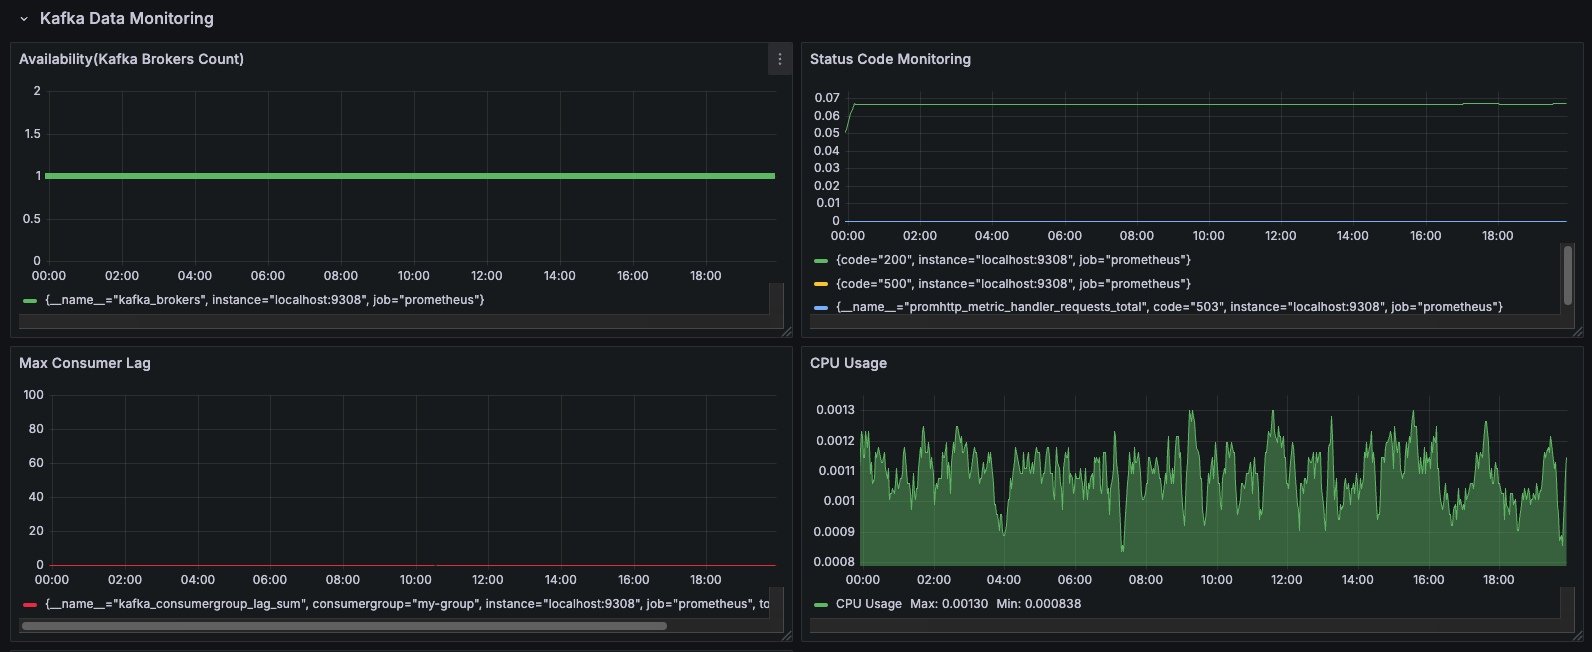 Kafka Data Monitoring
Availability(Kafka Brokers Count)
2
1.5
1
0.5
0
00:00 02:00 04:00 06:00 08:00 10:00 12:00 14:00 16:00 18:00
{__name__="kafka_brokers", instance="localhost:9308", job="prometheus"}
Status Code Monitoring
0.07
0.06
0.05
0.04
0.03
0.02
0.01
0
00:00 02:00 04:00 06:00 08:00 10:00 12:00 14:00 16:00 18:00
{code="200", instance="localhost:9308", job="prometheus"}
{code="500", instance="localhost:9308", job="prometheus"}
{__name__="promhttp_metric_handler_requests_total", code="503", instance="localhost:9308", job="prometheus"}
Max Consumer Lag
100
80
60
40
20
0
00:00 02:00 04:00 06:00 08:00 10:00 12:00 14:00 16:00 18:00
{__name__="kafka_consumergroup_lag_sum", consumergroup="my-group", instance="localhost:9308", job="prometheus", to
CPU Usage
0.0013
0.0012
0.0011
0.001
0.0009
0.0008
00:00 02:00 04:00 06:00 08:00 10:00 12:00 14:00 16:00 18:00
CPU Usage Max: 0.00130 Min: 0.000838